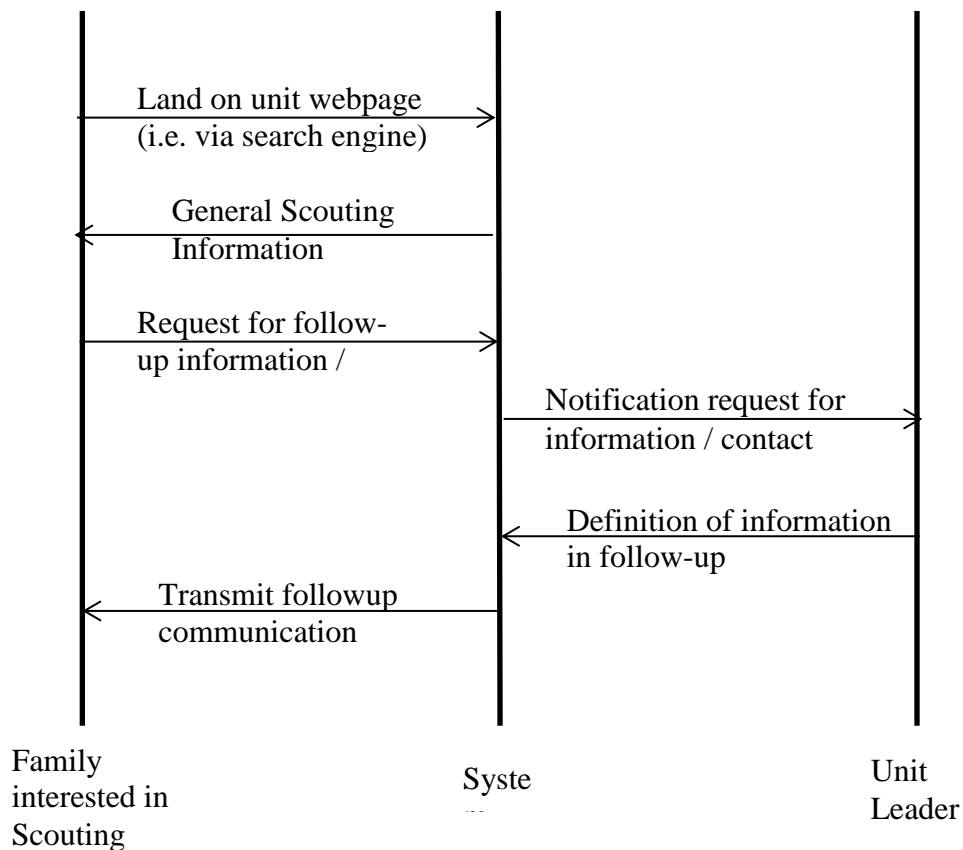 Land on unit webpage
(i.e. via search engine)
General Scouting
Information
Request for follow-
up information /
Notification request for
information / contact
Definition of information
in follow-up
Transmit followup
communication
Family
interested in
Scouting
Syste
Unit
Leader